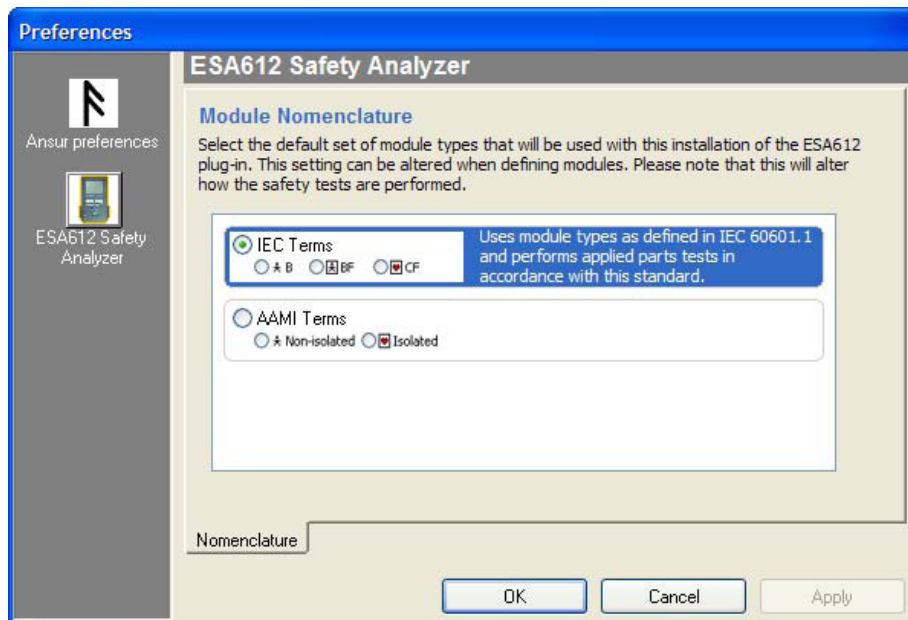 Preferences
Ansur preferences
ESA612 Safety
Analyzer
ESA612 Safety Analyzer
Module Nomenclature
Select the default set of module types that will be used with this installation of the ESA612
plug-in. This setting can be altered when defining modules. Please note that this will alter
how the safety tests are performed.
IEC Terms
B BF CF
Uses module types as defined in IEC 60601.1
and performs applied parts tests in
accordance with this standard.
AAMI Terms
Non-isolated Isolated
Nomenclature
OK Cancel Apply